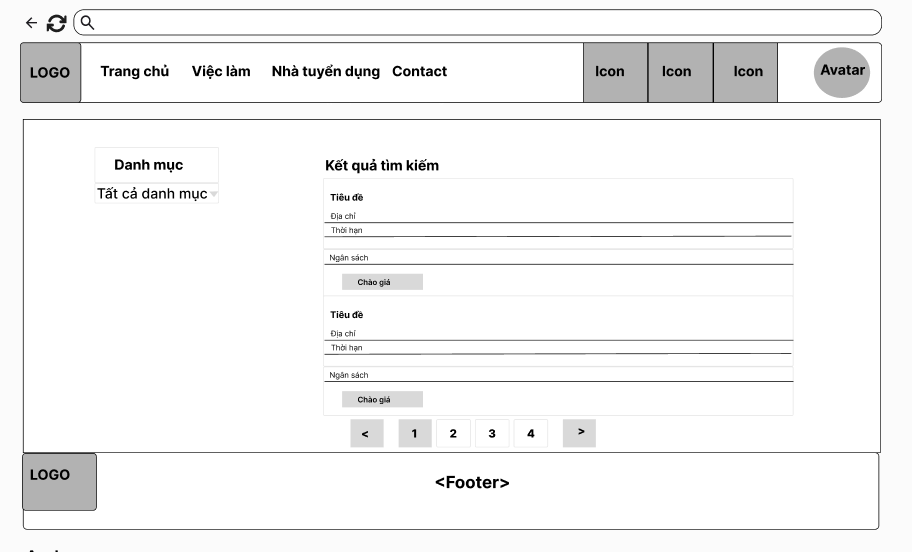 LOGO Trang chủ Việc làm Nhà tuyển dụng Contact Icon Icon Icon Avatar
Danh mục
Tất cả danh mục
Kết quả tìm kiếm
Tiêu đề
Địa chỉ
Thời hạn
Ngân sách
Chào giá
Tiêu đề
Địa chỉ
Thời hạn
Ngân sách
Chào giá
< 1 2 3 4 >
LOGO
<Footer>